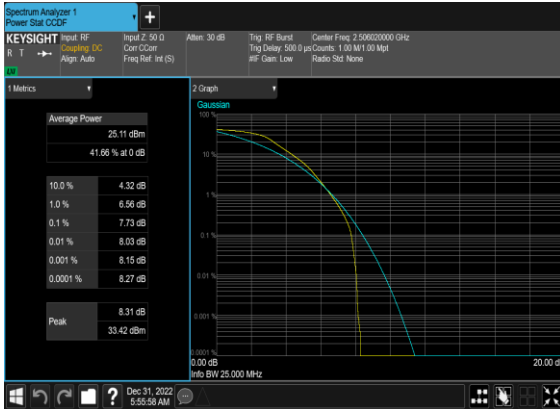 Spectrum Analyzer 1
Power Stat CCDF
KEYSIGHT
R T
Input: RF
Coupling: DC
Align: Auto
Input Z: 50 Ω
Corr CCorr
Freq Ref: Int (S)
Atten: 30 dB
Trig: RF Burst
Trig Delay: 500.0 µs
#IF Gain: Low
Center Freq: 2.506020000 GHz
Counts: 1.00 M/1.00 Mpt
Radio Std: None
1 Metrics
Average Power
25.11 dBm
41.66 % at 0 dB
10.0 % 4.32 dB
1.0 % 6.56 dB
0.1 % 7.73 dB
0.01 % 8.03 dB
0.001 % 8.15 dB
0.0001 % 8.27 dB
Peak
8.31 dB
33.42 dBm
2 Graph
Gaussian
100 %
10 %
1 %
0.1 %
0.01 %
0.001 %
0.0001 %
0.00 dB
20.00 d
Info BW 25.000 MHz
?
Dec 31, 2022
5:55:58 AM